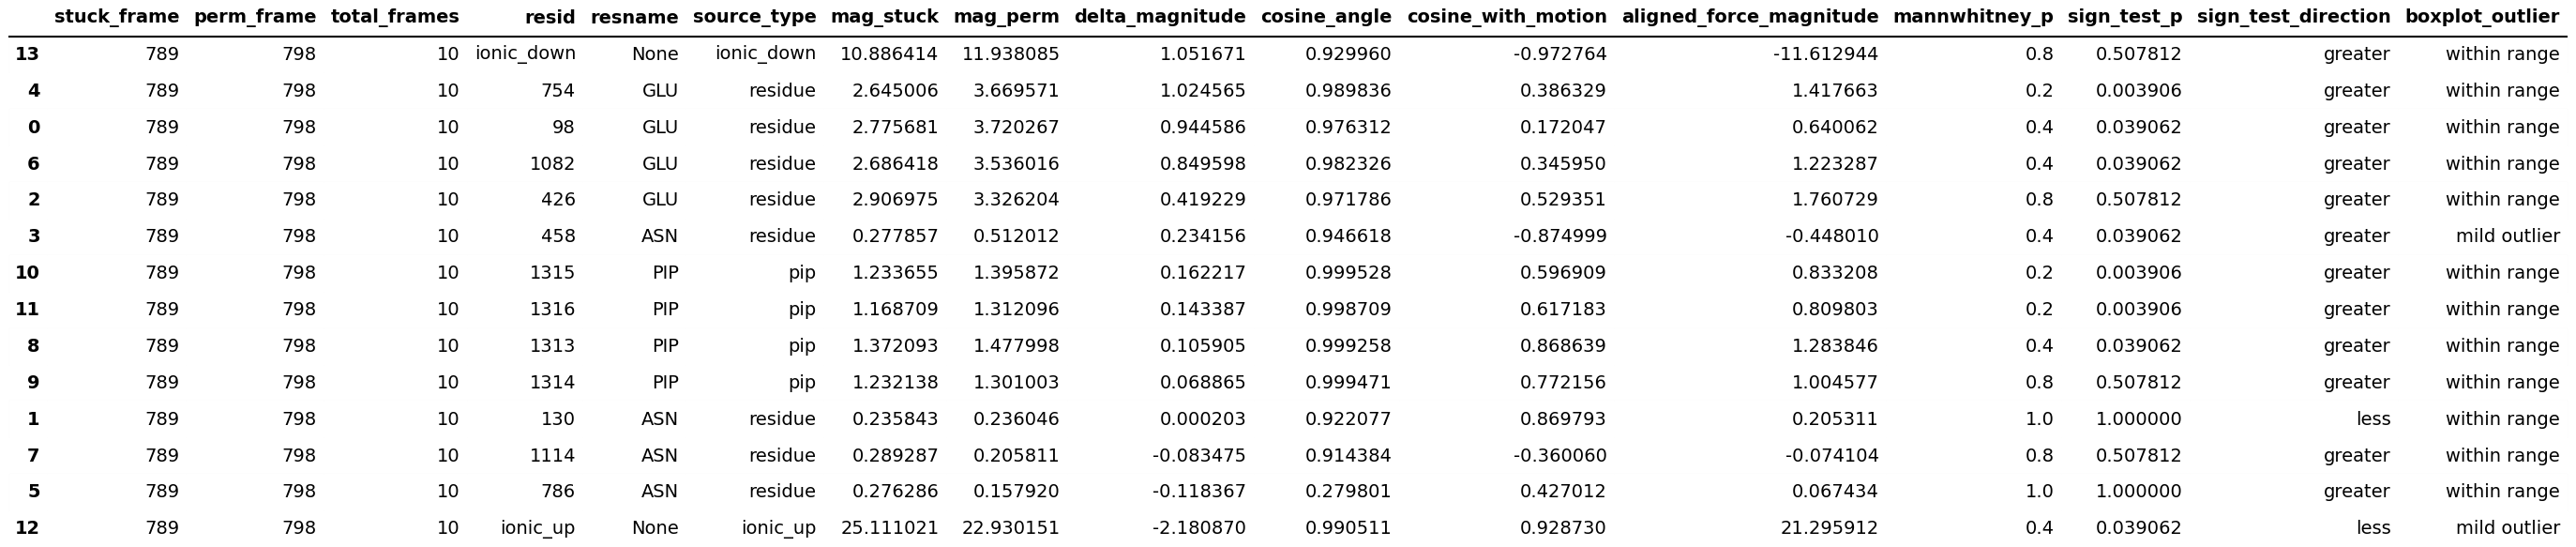 stuck_frame perm_frame total_frames resid resname source_type mag_stuck mag_perm delta_magnitude cosine_angle cosine_with_motion aligned_force_magnitude mannwhitney_p sign_test_p sign_test_direction boxplot_outlier
13 789 798 10 ionic_down None ionic_down 10.886414 11.938085 1.051671 0.929960 -0.972764 -11.612944 0.8 0.507812 greater within range
4 789 798 10 754 GLU residue 2.645006 3.669571 1.024565 0.989836 0.386329 1.417663 0.2 0.003906 greater within range
0 789 798 10 98 GLU residue 2.775681 3.720267 0.944586 0.976312 0.172047 0.640062 0.4 0.039062 greater within range
6 789 798 10 1082 GLU residue 2.686418 3.536016 0.849598 0.982326 0.345950 1.223287 0.4 0.039062 greater within range
2 789 798 10 426 GLU residue 2.906975 3.326204 0.419229 0.971786 0.529351 1.760729 0.8 0.507812 greater within range
3 789 798 10 458 ASN residue 0.277857 0.512012 0.234156 0.946618 -0.874999 -0.448010 0.4 0.039062 greater mild outlier
10 789 798 10 1315 PIP pip 1.233655 1.395872 0.162217 0.999528 0.596909 0.833208 0.2 0.003906 greater within range
11 789 798 10 1316 PIP pip 1.168709 1.312096 0.143387 0.998709 0.617183 0.809803 0.2 0.003906 greater within range
8 789 798 10 1313 PIP pip 1.372093 1.477998 0.105905 0.999258 0.868639 1.283846 0.4 0.039062 greater within range
9 789 798 10 1314 PIP pip 1.232138 1.301003 0.068865 0.999471 0.772156 1.004577 0.8 0.507812 greater within range
1 789 798 10 130 ASN residue 0.235843 0.236046 0.000203 0.922077 0.869793 0.205311 1.0 1.000000 less within range
7 789 798 10 1114 ASN residue 0.289287 0.205811 -0.083475 0.914384 -0.360060 -0.074104 0.8 0.507812 greater within range
5 789 798 10 786 ASN residue 0.276286 0.157920 -0.118367 0.279801 0.427012 0.067434 1.0 1.000000 greater within range
12 789 798 10 ionic_up None ionic_up 25.111021 22.930151 -2.180870 0.990511 0.928730 21.295912 0.4 0.039062 less mild outlier